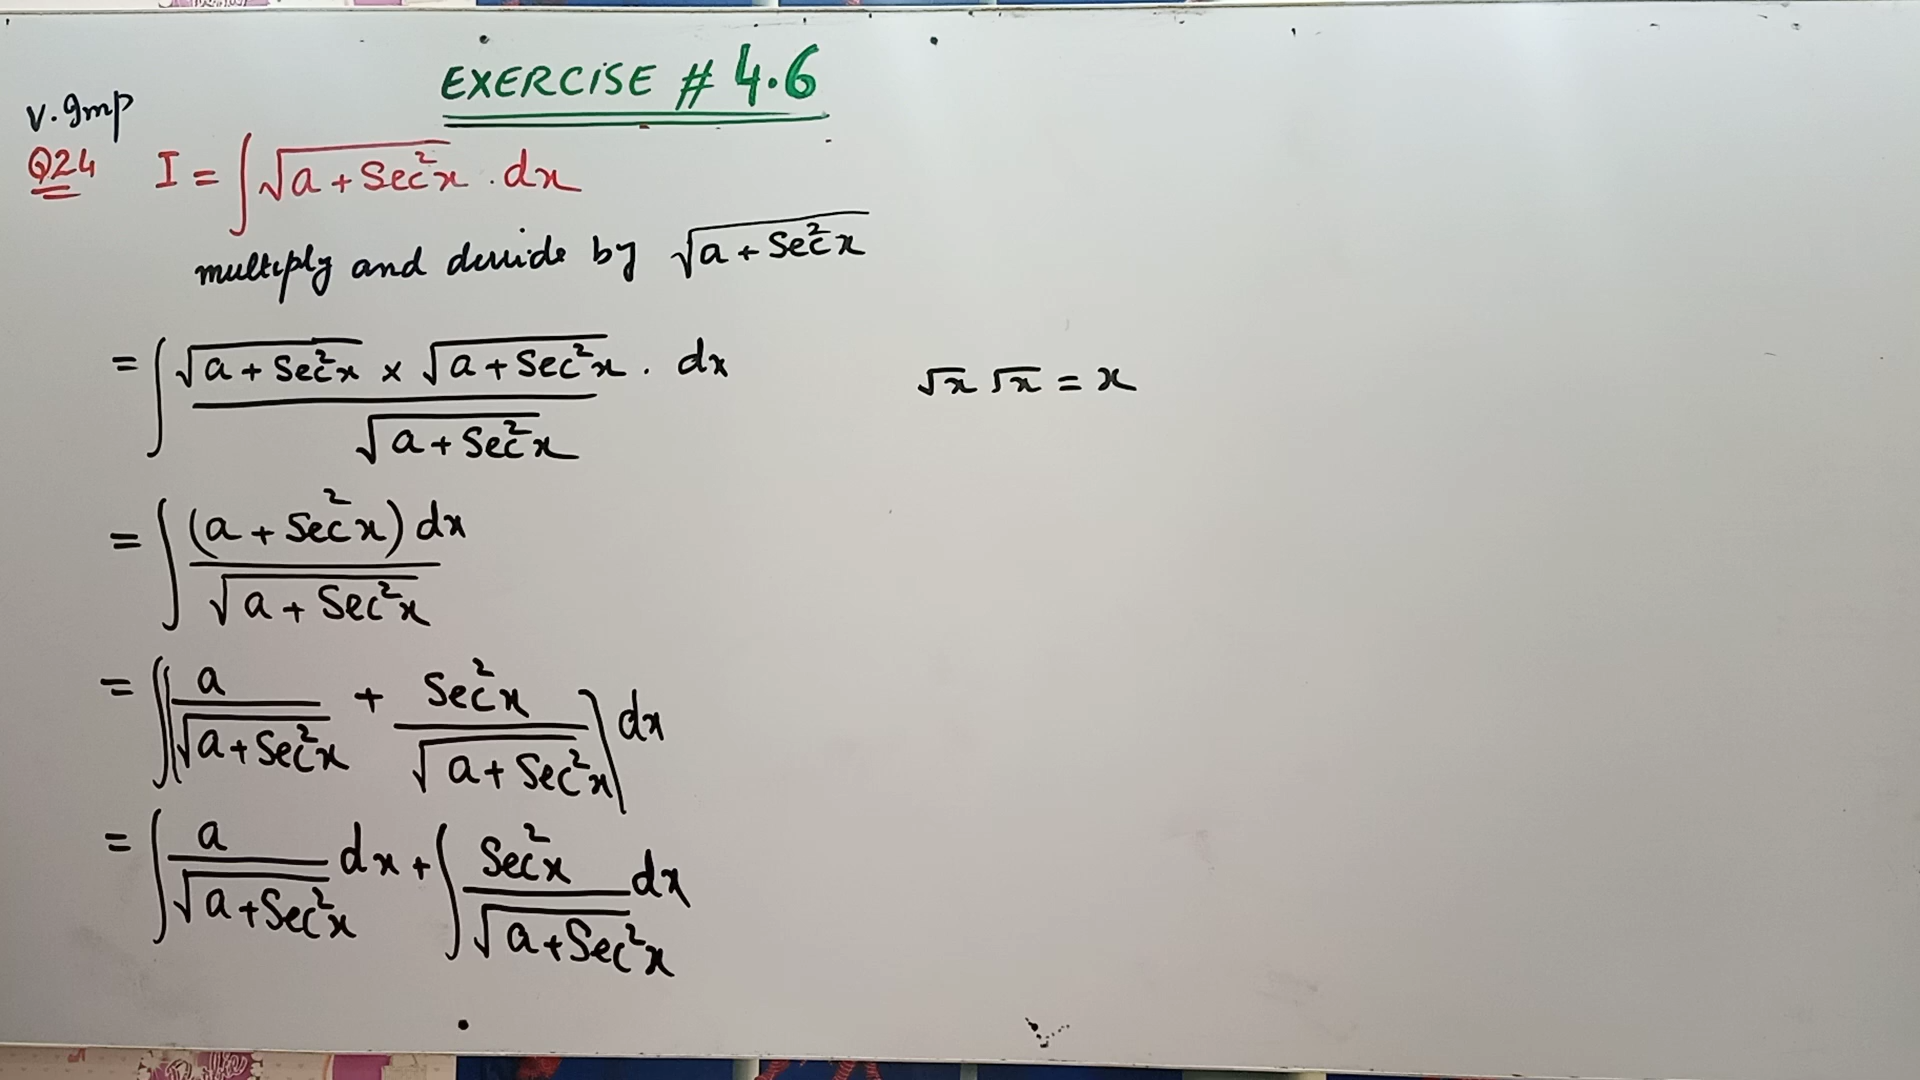 EXERCISE # 4.6
V. Imp
Q24 I = ∫ √(a + Sec²x) . dx
multiply and divide by √(a + Sec²x)
= ∫ (√(a + Sec²x) × √(a + Sec²x)) / √(a + Sec²x) . dx
√x √x = x
= ∫ (a + Sec²x) dx / √(a + Sec²x)
= ∫ (a / √(a + Sec²x) + Sec²x / √(a + Sec²x)) dx
= ∫ a / √(a + Sec²x) dx + ∫ Sec²x / √(a + Sec²x) dx